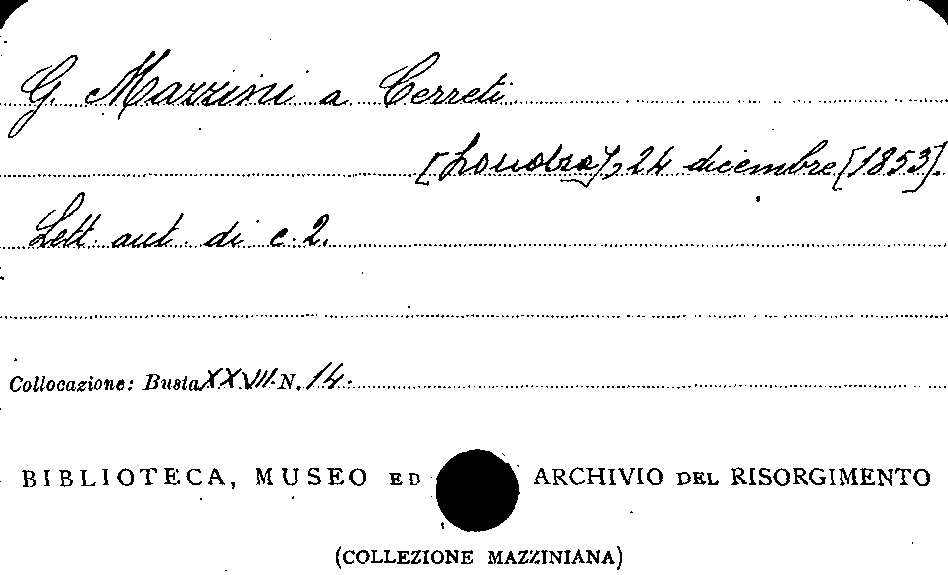 G. Mazzini a Cerreti
[Londra], 24 dicembre [1853].
Lett. aut. di c. 2.
Collocazione: Busta XXVII. N. 14.
BIBLIOTECA, MUSEO ED ARCHIVIO DEL RISORGIMENTO
(COLLEZIONE MAZZINIANA)